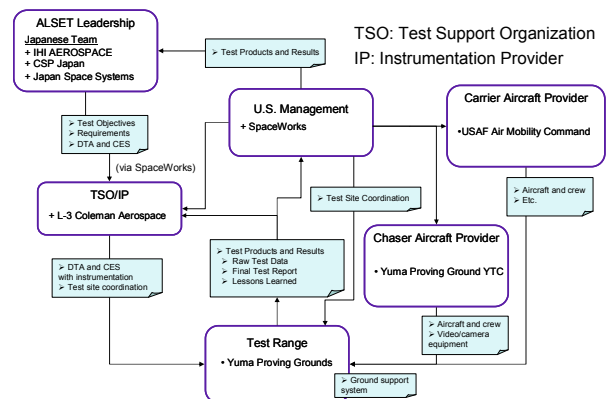 ALSET Leadership
Japanese Team
+ IHI AEROSPACE
+ CSP Japan
+ Japan Space Systems
➢ Test Products and Results
TSO: Test Support Organization
IP: Instrumentation Provider
U.S. Management
+ SpaceWorks
Carrier Aircraft Provider
•USAF Air Mobility Command
➢ Test Objectives
➢ Requirements
➢ DTA and CES
(via SpaceWorks)
TSO/IP
+ L-3 Coleman Aerospace
➢ Test Site Coordination
➢ Aircraft and crew
➢ Etc.
Chaser Aircraft Provider
• Yuma Proving Ground YTC
➢ DTA and CES
with instrumentation
➢ Test site coordination
➢ Test Products and Results
➢ Raw Test Data
➢ Final Test Report
➢ Lessons Learned
➢ Aircraft and crew
➢ Video/camera
equipment
Test Range
• Yuma Proving Grounds
➢ Ground support
system